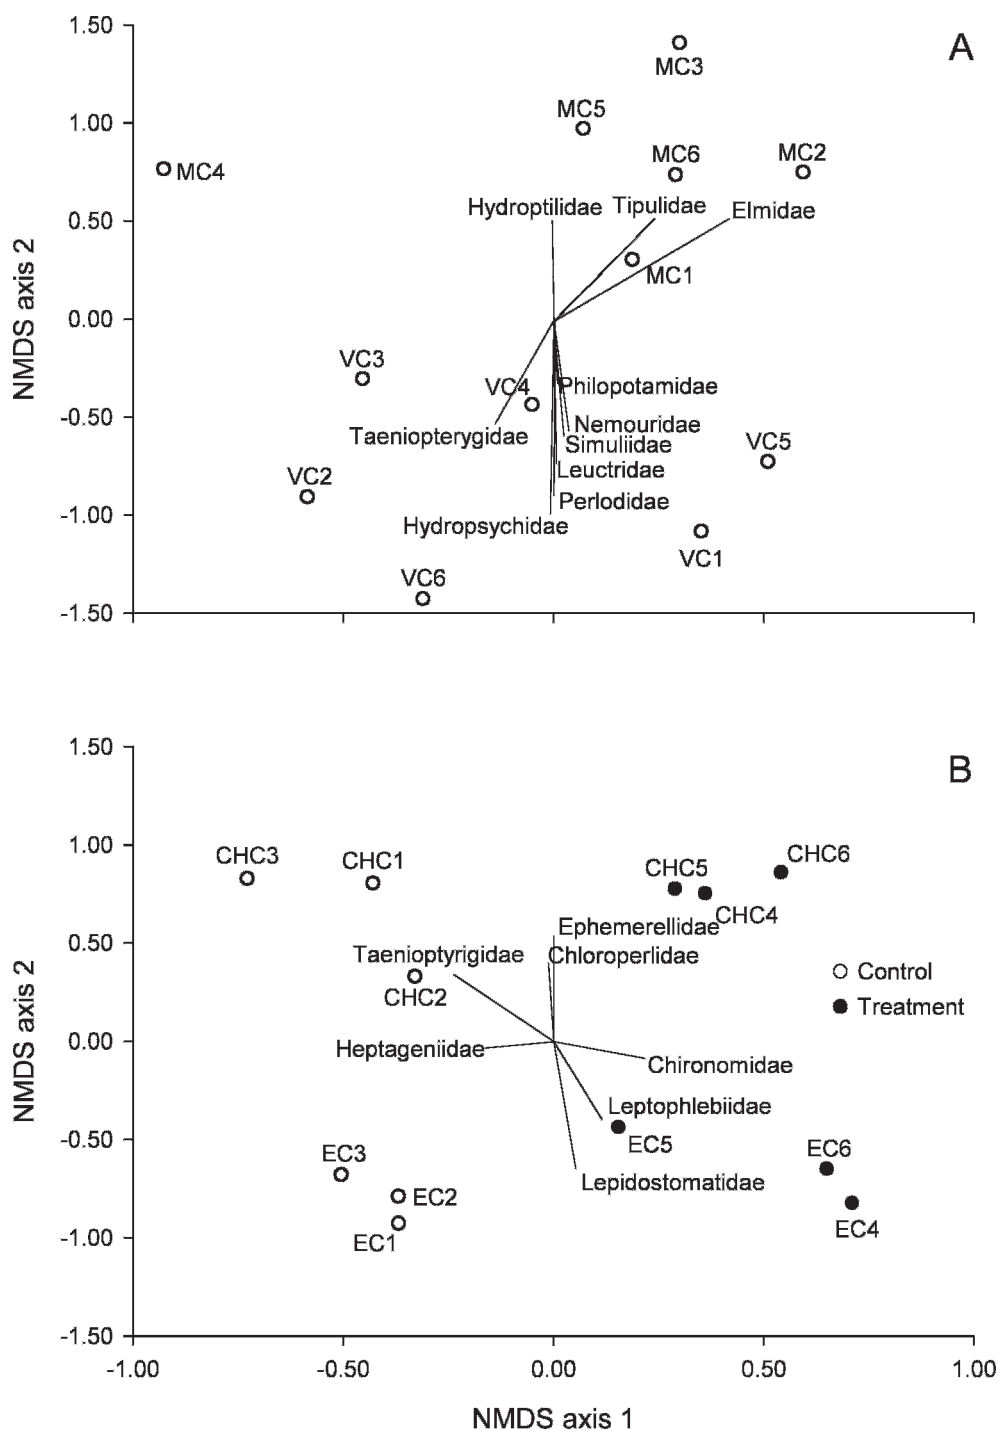 1.50
A
MC3
1.00
MC5
MC6
MC2
MC4
0.50
Hydroptilidae
Tipulidae
Elmidae
MC1
NMDS axis 2
0.00
VC3
VC4
Philopotamidae
-0.50
Nemouridae
Taeniopterygidae
Simuliidae
VC5
Leuctridae
VC2
Perlodidae
-1.00
Hydropsychidae
VC1
VC6
-1.50
1.50
B
1.00
CHC3
CHC1
CHC5
CHC6
CHC4
Ephemerellidae
0.50
Taenioptyrigidae
Chloroperlidae
Control
CHC2
Treatment
NMDS axis 2
0.00
Heptageniidae
Chironomidae
Leptophlebiidae
-0.50
EC5
EC3
EC6
Lepidostomatidae
EC2
-1.00
EC1
EC4
-1.50
-1.00
-0.50
0.00
0.50
1.00
NMDS axis 1